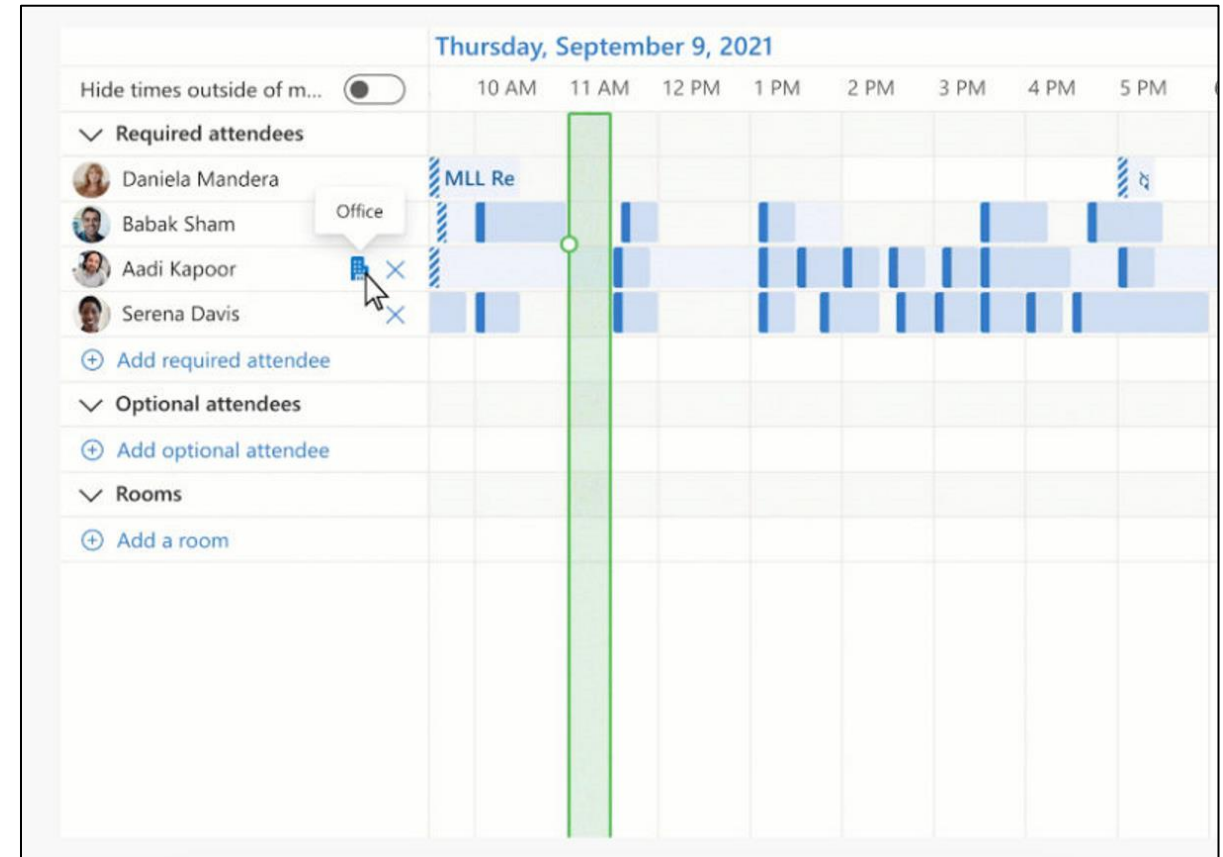 Thursday, September 9, 2021
Hide times outside of m...
10 AM 11 AM 12 PM 1 PM 2 PM 3 PM 4 PM 5 PM
Required attendees
Daniela Mandera MLL Re
Office
Babak Sham
Aadi Kapoor
Serena Davis
Add required attendee
Optional attendees
Add optional attendee
Rooms
Add a room